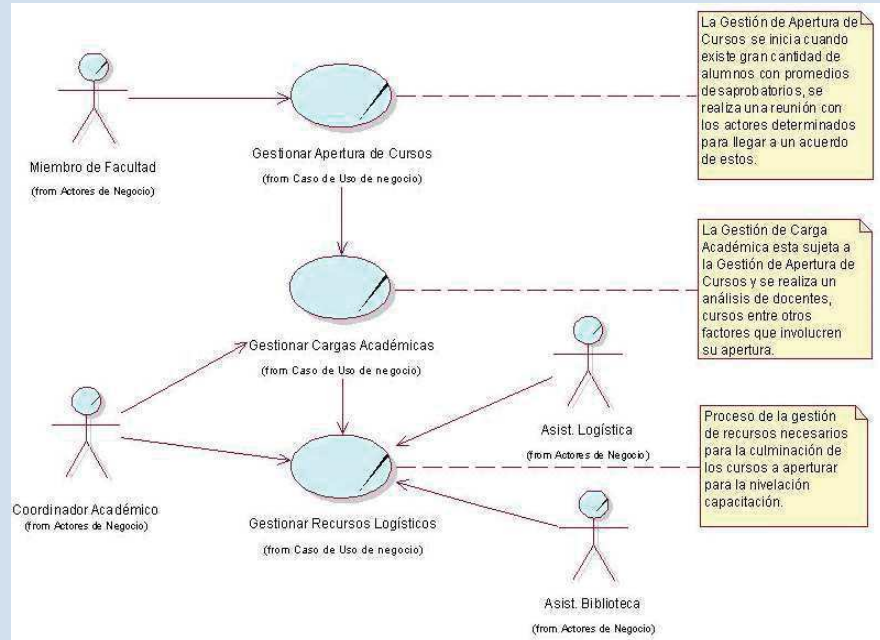 La Gestión de Apertura de
Cursos se inicia cuando
existe gran cantidad de
alumnos con promedios
desaprobatorios, se
realiza una reunión con
los actores determinados
para llegar a un acuerdo
de estos.
Miembro de Facultad
(from Actores de Negocio)
Gestionar Apertura de Cursos
(from Caso de Uso de negocio)
La Gestión de Carga
Académica esta sujeta a
la Gestión de Apertura de
Cursos y se realiza un
análisis de docentes,
cursos entre otros
factores que involucren
su apertura.
Gestionar Cargas Académicas
(from Caso de Uso de negocio)
Asist. Logística
(from Actores de Negocio)
Proceso de la gestión
de recursos necesarios
para la culminación de
los cursos a aperturar
para la nivelación
capacitación.
Coordinador Académico
(from Actores de Negocio)
Gestionar Recursos Logísticos
(from Caso de Uso de negocio)
Asist. Biblioteca
(from Actores de Negocio)